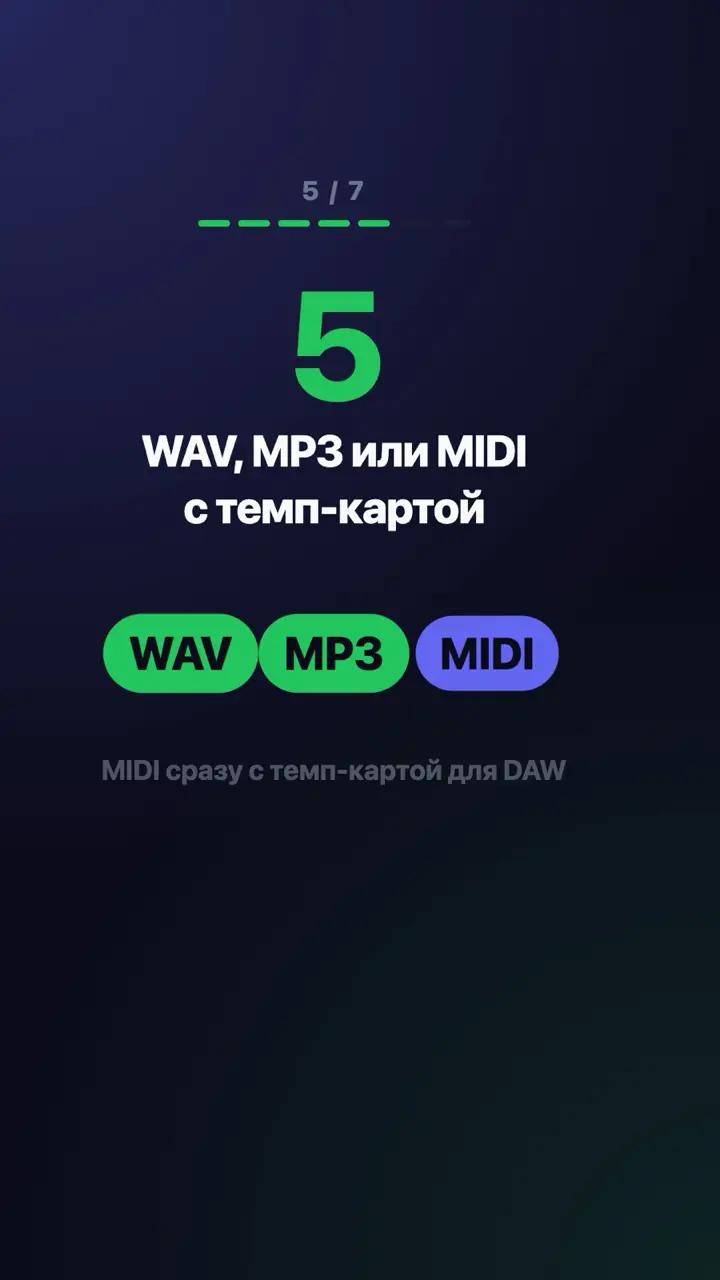 5 / 7
5
WAV, MP3 или MIDI
с темп-картой
WAV MP3 MIDI
MIDI сразу с темп-картой для DAW